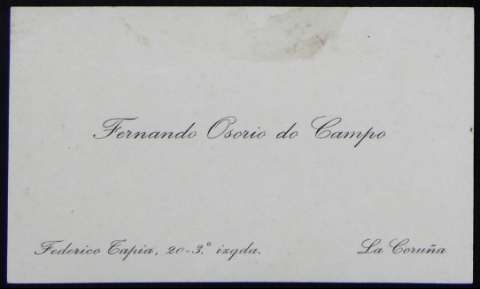 Fernando Osorio do Campo
Federico Tapia, 20-3.º izqda.
La Coruña